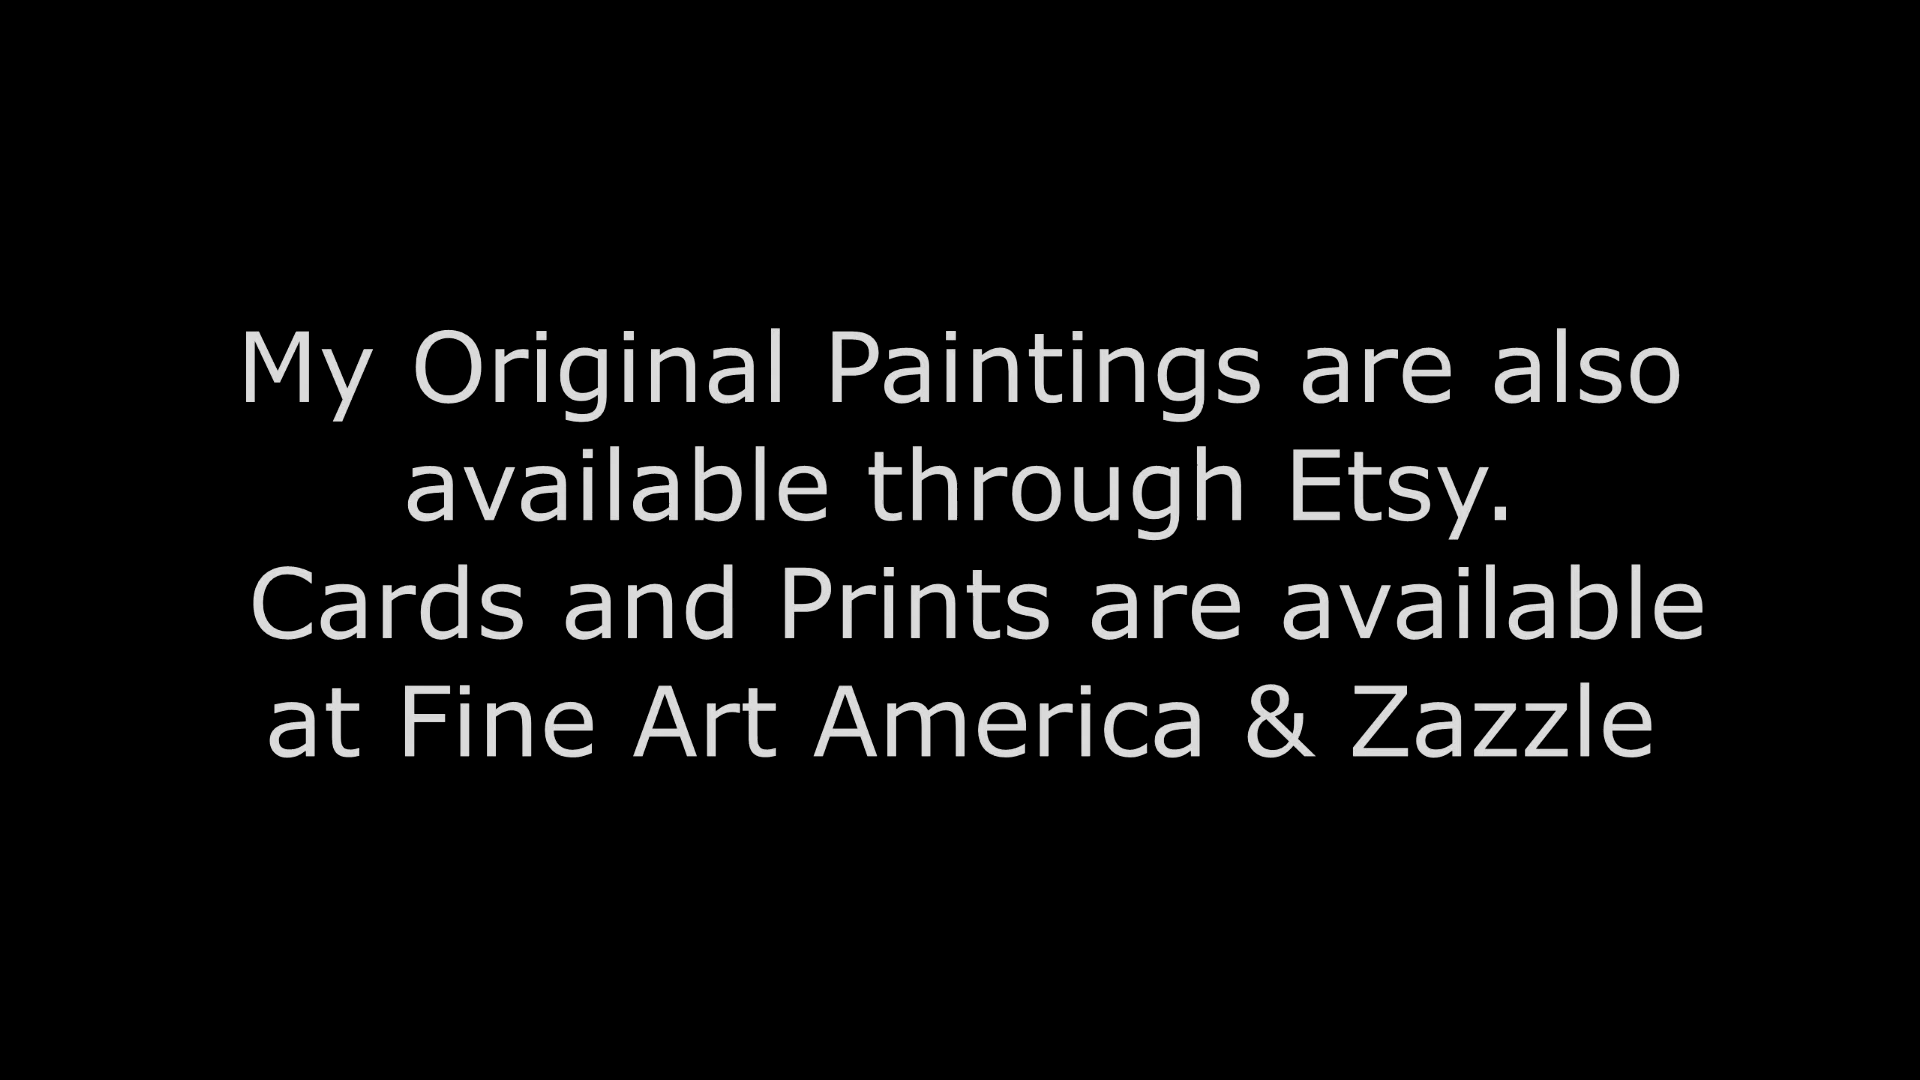 My Original Paintings are also
available through Etsy.
Cards and Prints are available
at Fine Art America & Zazzle